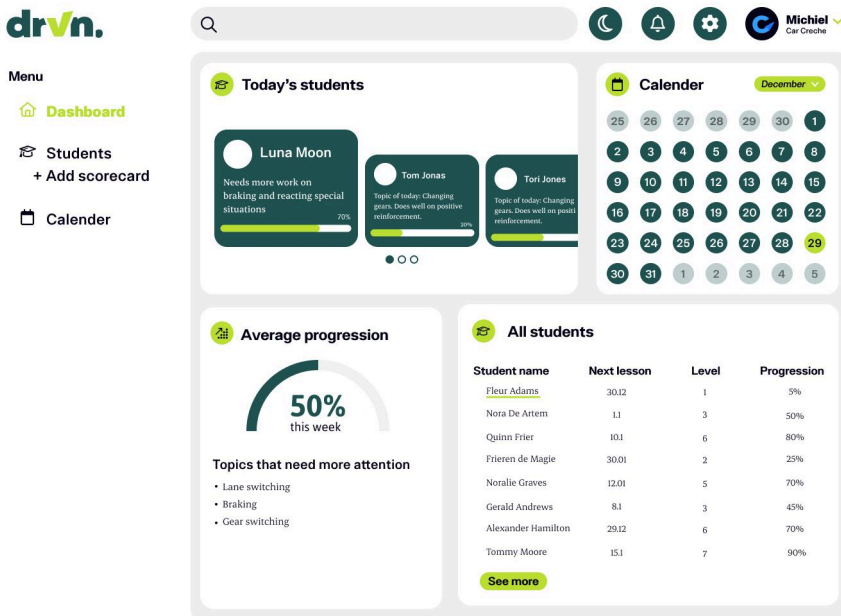 drvn.
Michiel
Car Creche
Menu
Dashboard
Students
+ Add scorecard
Calender
Today's students
Luna Moon
Needs more work on
braking and reacting special
situations
70%
Tom Jonas
Topic of today: Changing
gears. Does well on positive
reinforcement.
30%
Tori Jones
Topic of today: Changing
gears. Does well on positi
reinforcement.
Calender
December
25 26 27 28 29 30 1
2 3 4 5 6 7 8
9 10 11 12 13 14 15
16 17 18 19 20 21 22
23 24 25 26 27 28 29
30 31 1 2 3 4 5
Average progression
50%
this week
Topics that need more attention
• Lane switching
• Braking
• Gear switching
All students
Student name Next lesson Level Progression
Fleur Adams 30.12 1 5%
Nora De Artem 1.1 3 50%
Quinn Frier 10.1 6 80%
Frieren de Magie 30.01 2 25%
Noralie Graves 12.01 5 70%
Gerald Andrews 8.1 3 45%
Alexander Hamilton 29.12 6 70%
Tommy Moore 15.1 7 90%
See more